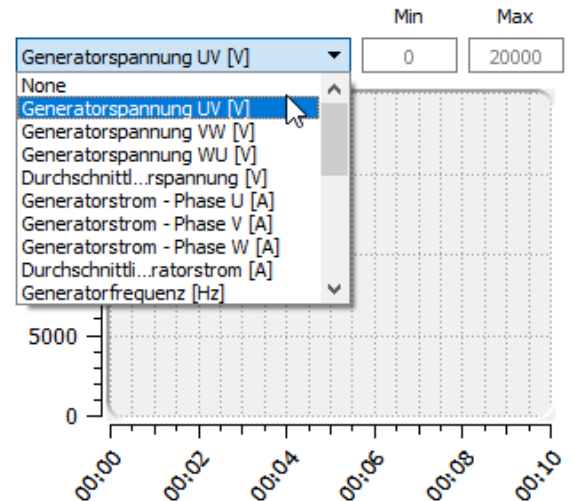 Min Max
Generatorspannung UV [V] 0 20000
None
Generatorspannung UV [V]
Generatorspannung VW [V]
Generatorspannung WU [V]
Durchschnittl...rspannung [V]
Generatorstrom - Phase U [A]
Generatorstrom - Phase V [A]
Generatorstrom - Phase W [A]
Durchschnittli...ratorstrom [A]
Generatorfrequenz [Hz]
5000
0
00:00 00:02 00:04 00:06 00:08 00:10